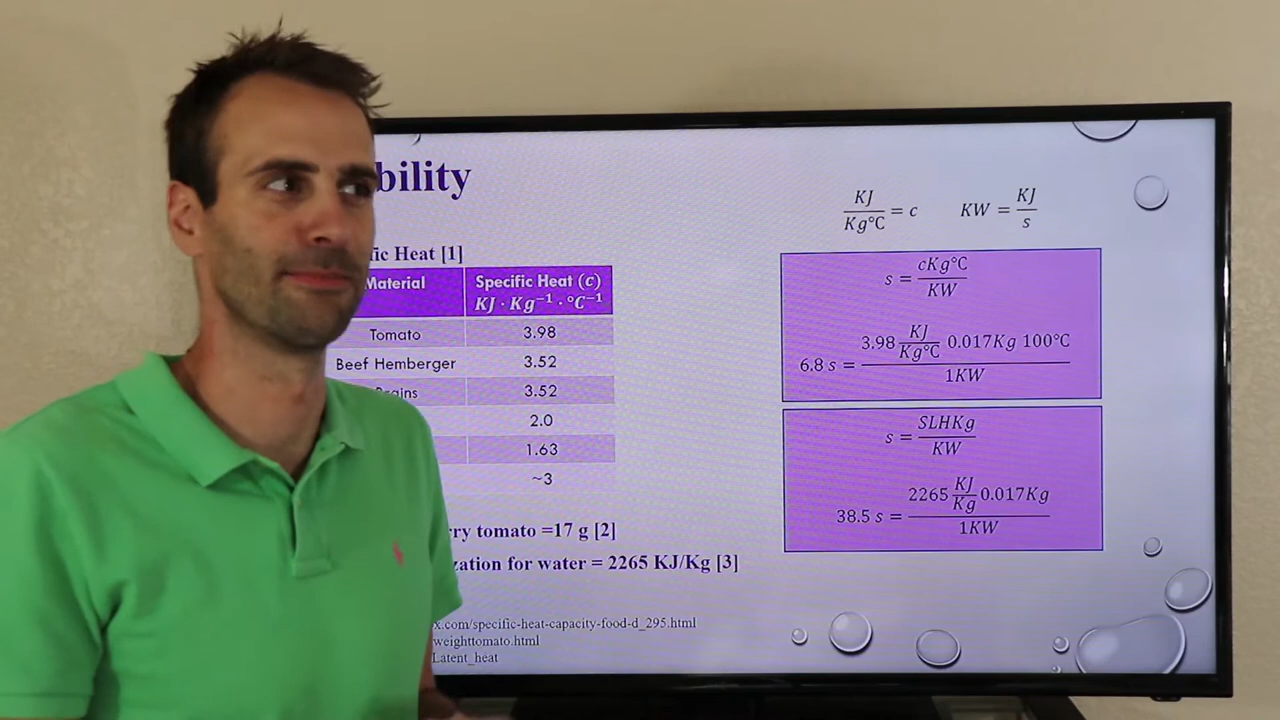 bility
fic Heat [1]
Material Specific Heat (c)
KJ · Kg⁻¹ · °C⁻¹
Tomato 3.98
Beef Hemberger 3.52
Brains 3.52
2.0
1.63
~3
rry tomato =17 g [2]
zation for water = 2265 KJ/Kg [3]
x.com/specific-heat-capacity-food-d_295.html
weighttomato.html
Latent_heat
KJ/Kg°C = c KW = KJ/s
s = cKg°C/KW
6.8 s = 3.98 KJ/Kg°C 0.017Kg 100°C/1KW
s = SLHKg/KW
38.5 s = 2265 KJ/Kg 0.017Kg/1KW